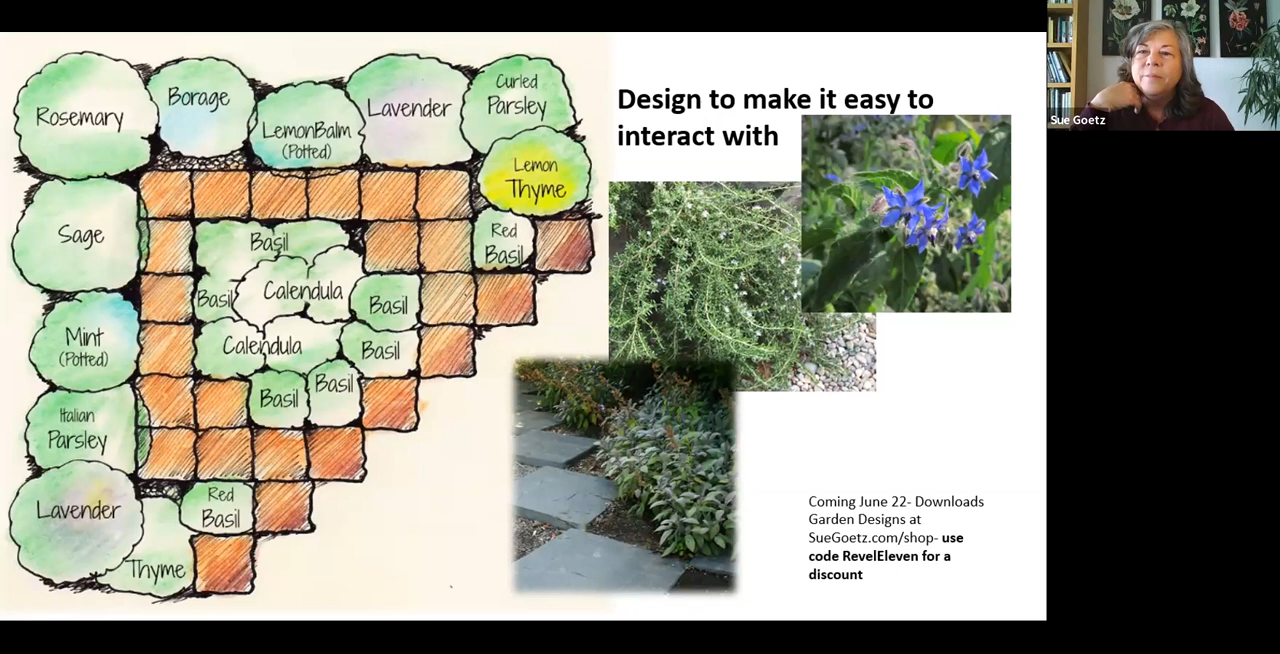 Rosemary
Borage
LemonBalm
(Potted)
Lavender
Curled
Parsley
Lemon
Thyme
Sage
Basil
Red
Basil
Basil
Calendula
Basil
Mint
(Potted)
Calendula
Basil
Basil
Basil
Italian
Parsley
Lavender
Red
Basil
Thyme
Design to make it easy to
interact with
Coming June 22- Downloads
Garden Designs at
SueGoetz.com/shop- use
code RevelEleven for a
discount
Sue Goetz